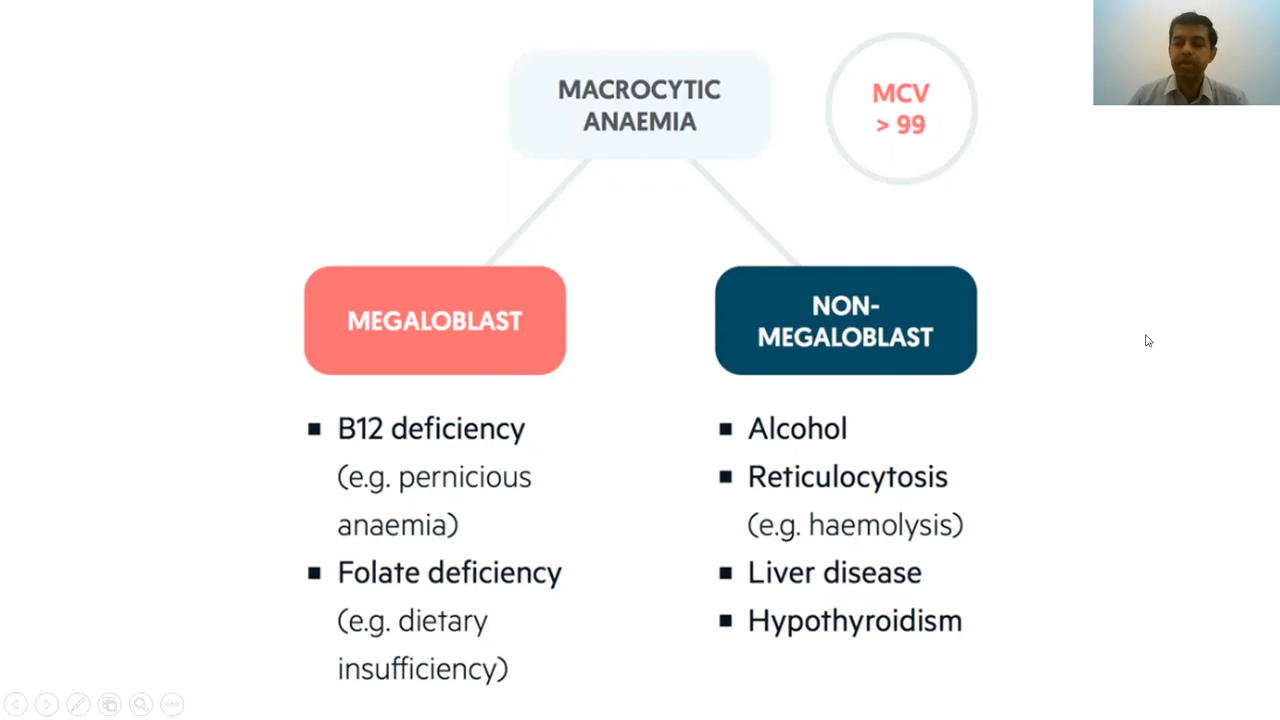 MACROCYTIC
ANAEMIA
MCV
> 99
MEGALOBLAST
NON-
MEGALOBLAST
■ B12 deficiency
(e.g. pernicious
anaemia)
■ Folate deficiency
(e.g. dietary
insufficiency)
■ Alcohol
■ Reticulocytosis
(e.g. haemolysis)
■ Liver disease
■ Hypothyroidism